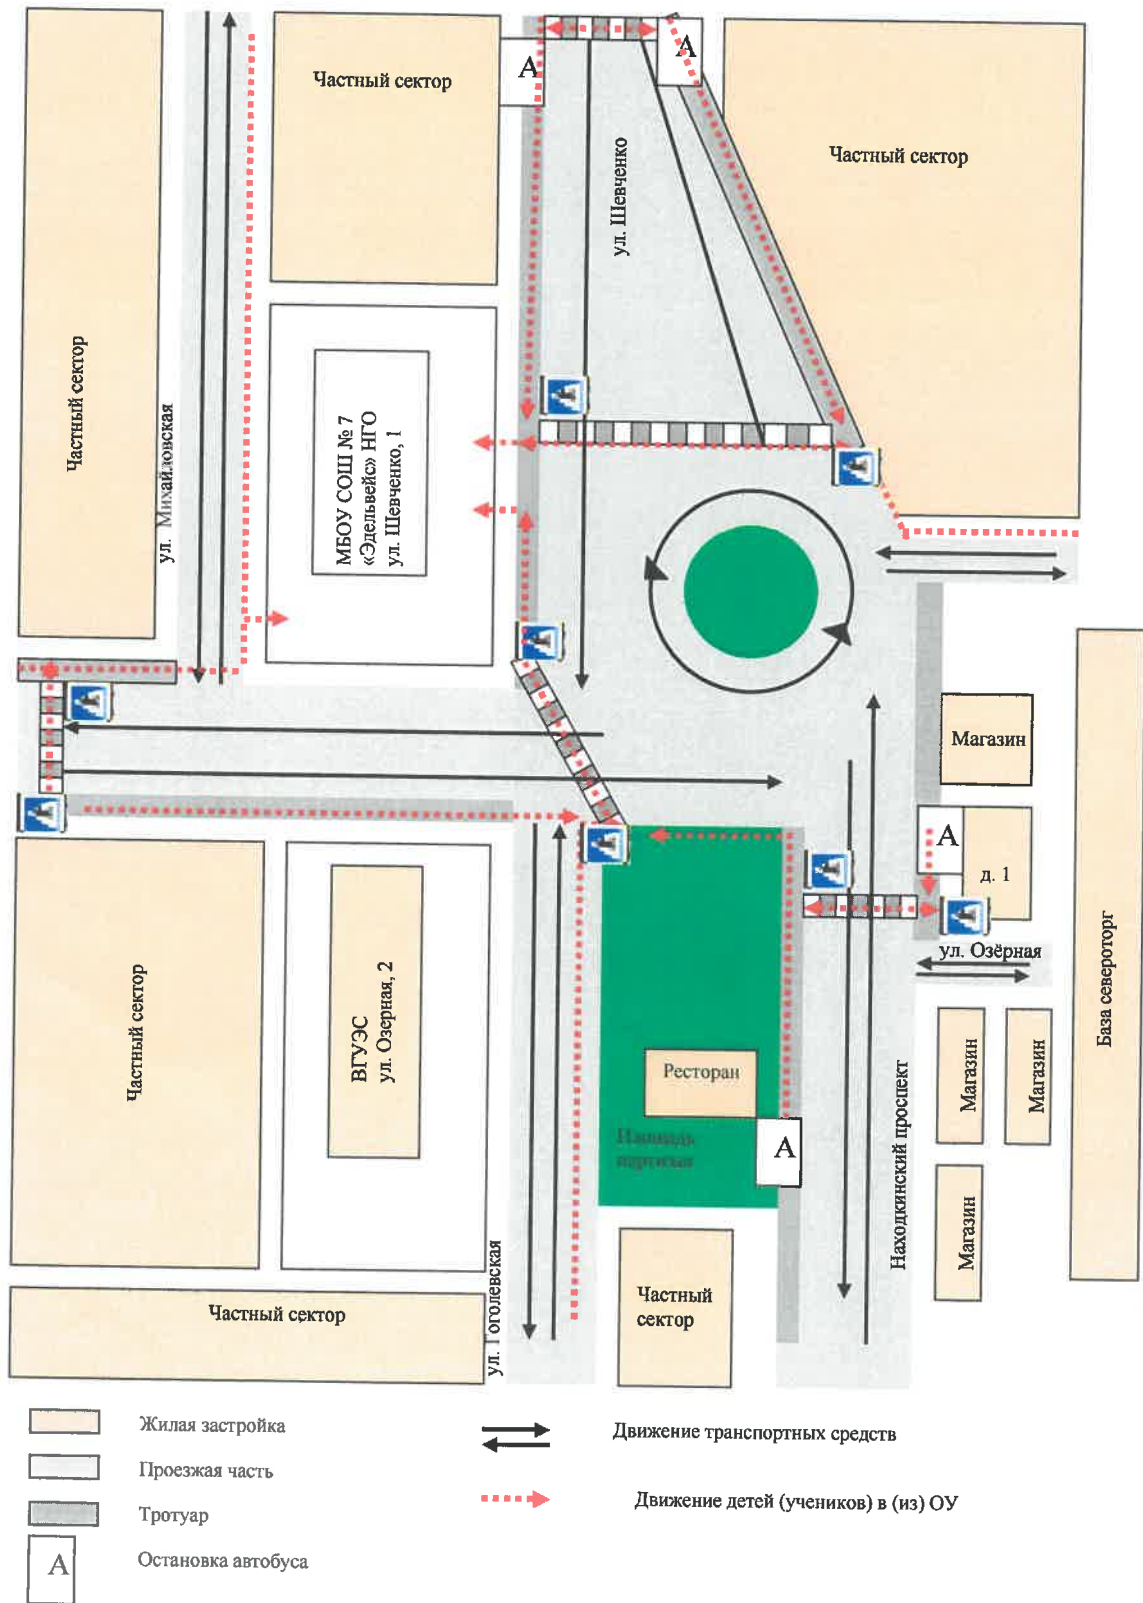 Частный сектор
А
А
Частный сектор
ул. Шевченко
Частный сектор
ул. Михайловская
МБОУ СОШ № 7
«Эдельвейс» НГО
ул. Шевченко, 1
Магазин
А
д. 1
ул. Озёрная
База североторг
Частный сектор
ВГУЭС
ул. Озерная, 2
Ресторан
Площадь
А
Находкинский проспект
Магазин
Магазин
Магазин
Частный сектор
ул. Гоголевская
Частный
сектор
Жилая застройка
Движение транспортных средств
Проезжая часть
Движение детей (учеников) в (из) ОУ
Тротуар
А
Остановка автобуса